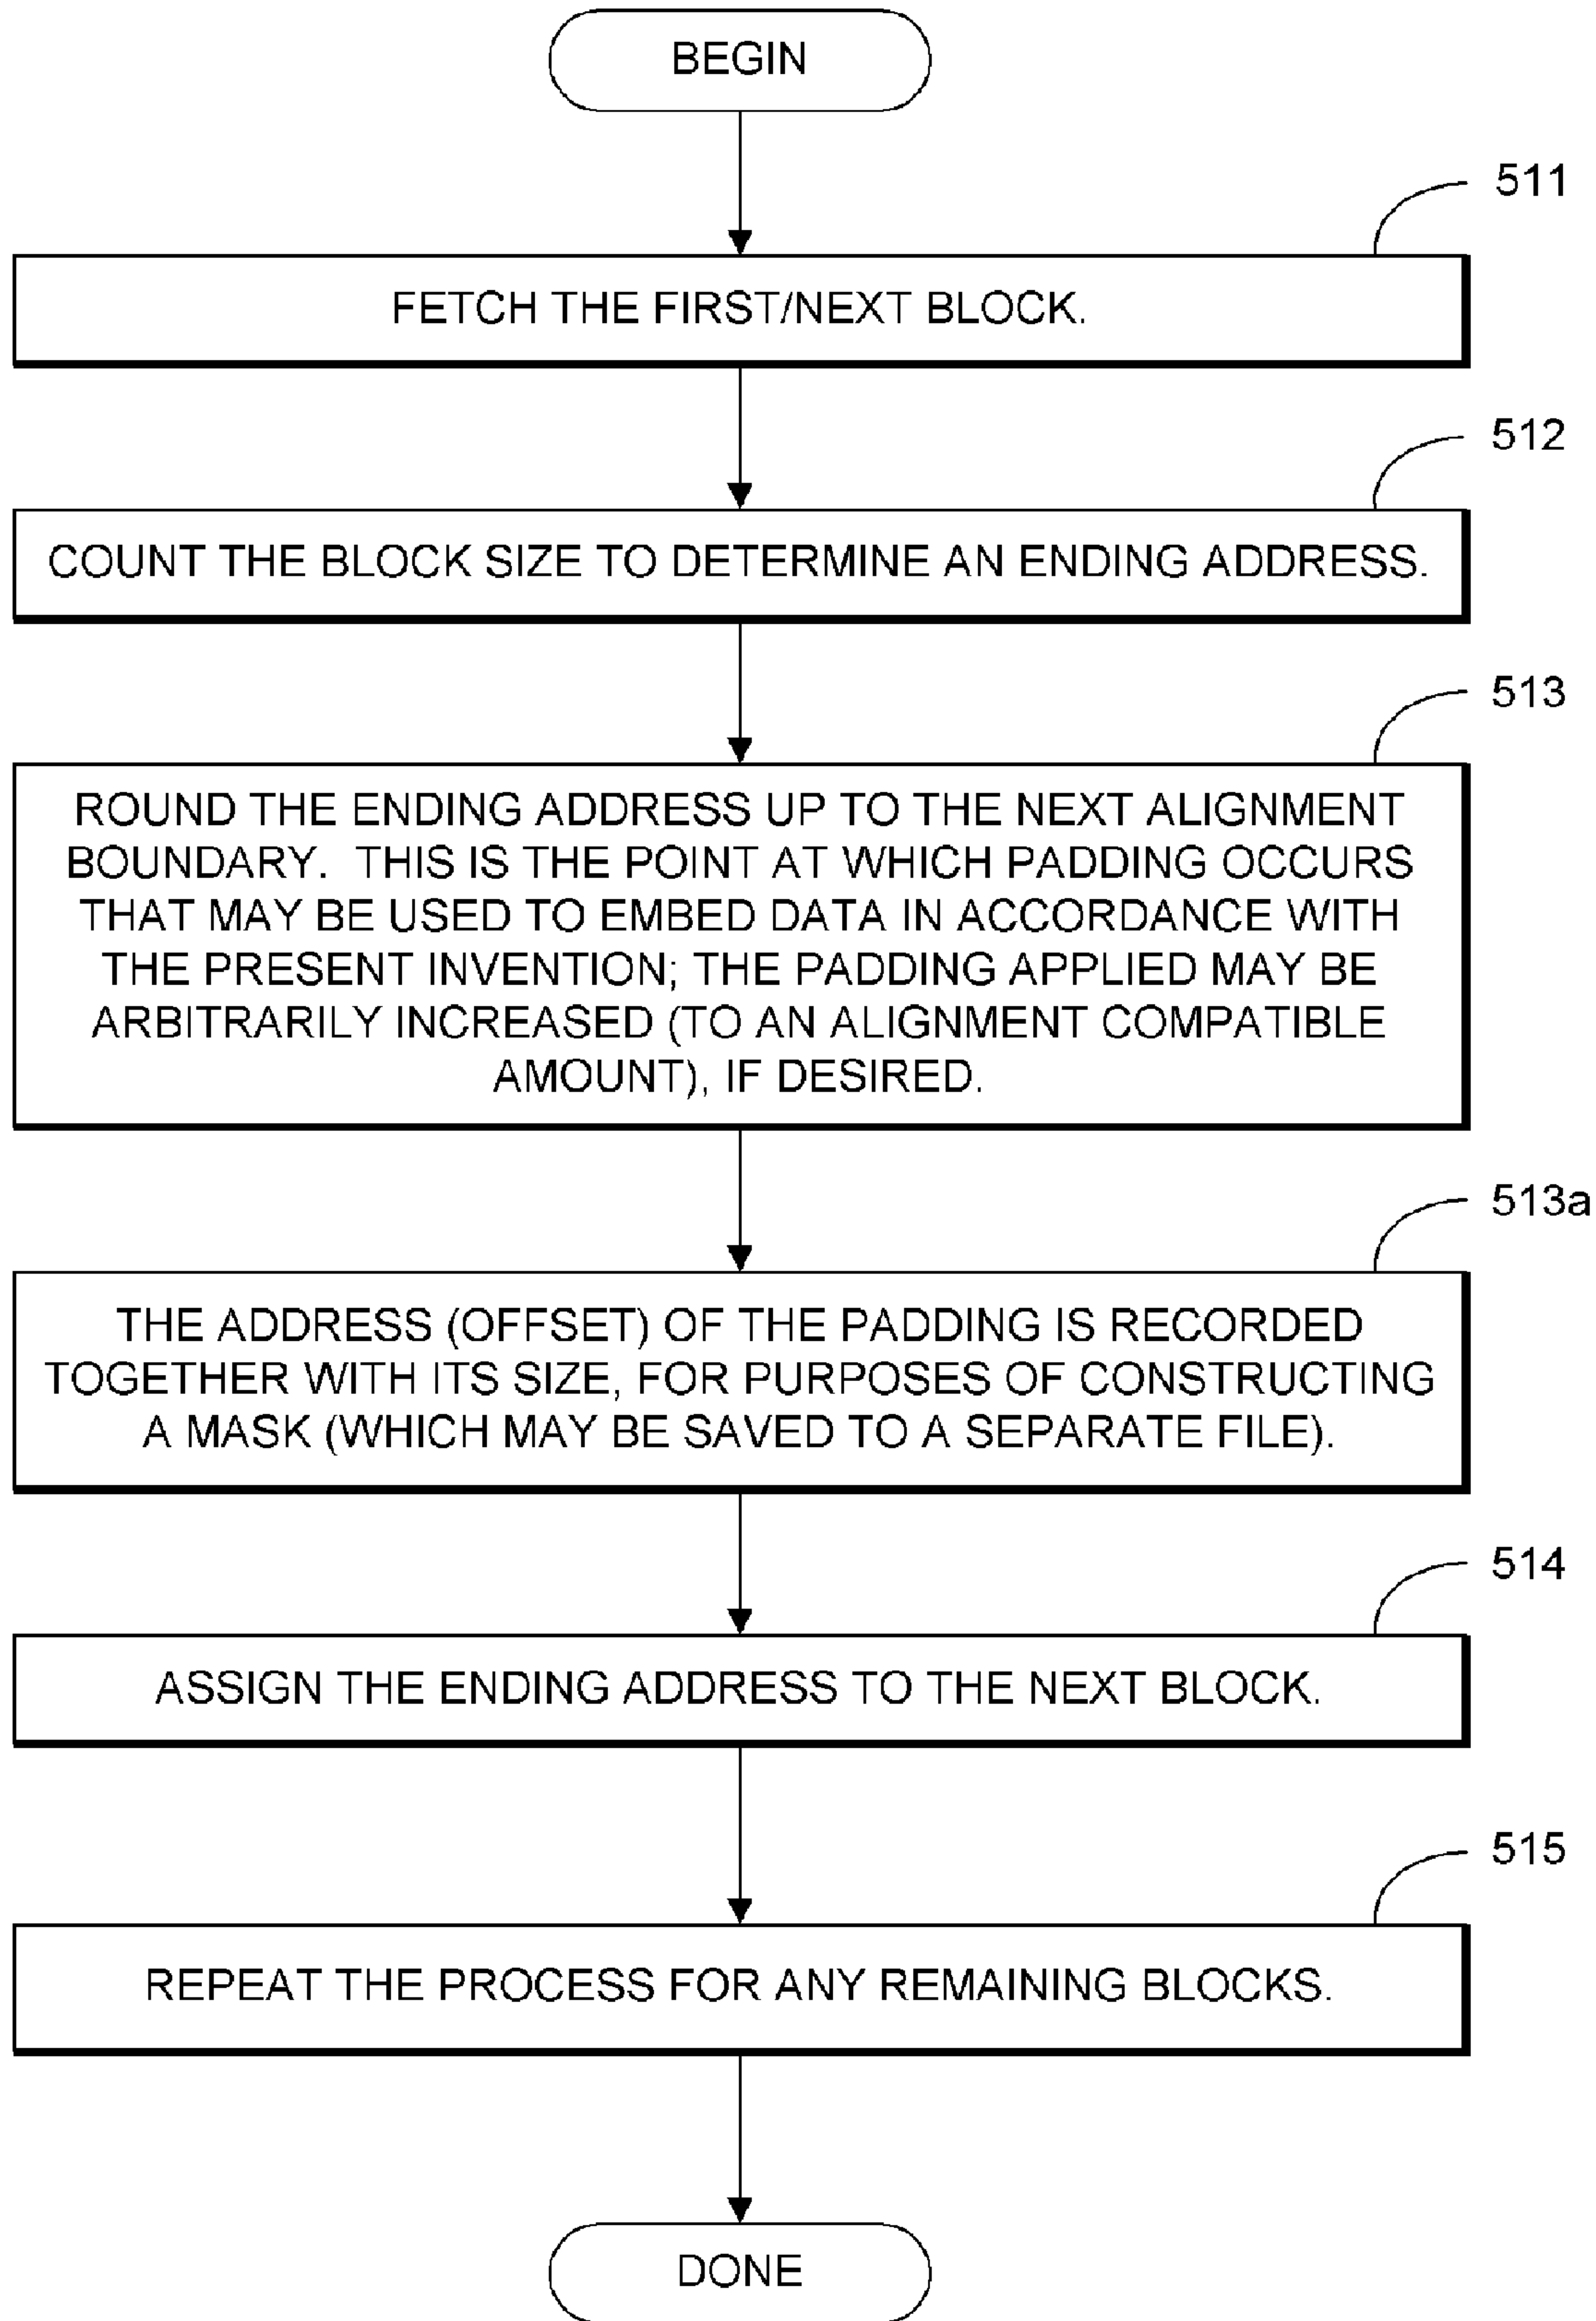 BEGIN
511
FETCH THE FIRST/NEXT BLOCK.
512
COUNT THE BLOCK SIZE TO DETERMINE AN ENDING ADDRESS.
513
ROUND THE ENDING ADDRESS UP TO THE NEXT ALIGNMENT
BOUNDARY. THIS IS THE POINT AT WHICH PADDING OCCURS
THAT MAY BE USED TO EMBED DATA IN ACCORDANCE WITH
THE PRESENT INVENTION; THE PADDING APPLIED MAY BE
ARBITRARILY INCREASED (TO AN ALIGNMENT COMPATIBLE
AMOUNT), IF DESIRED.
513a
THE ADDRESS (OFFSET) OF THE PADDING IS RECORDED
TOGETHER WITH ITS SIZE, FOR PURPOSES OF CONSTRUCTING
A MASK (WHICH MAY BE SAVED TO A SEPARATE FILE).
514
ASSIGN THE ENDING ADDRESS TO THE NEXT BLOCK.
515
REPEAT THE PROCESS FOR ANY REMAINING BLOCKS.
DONE